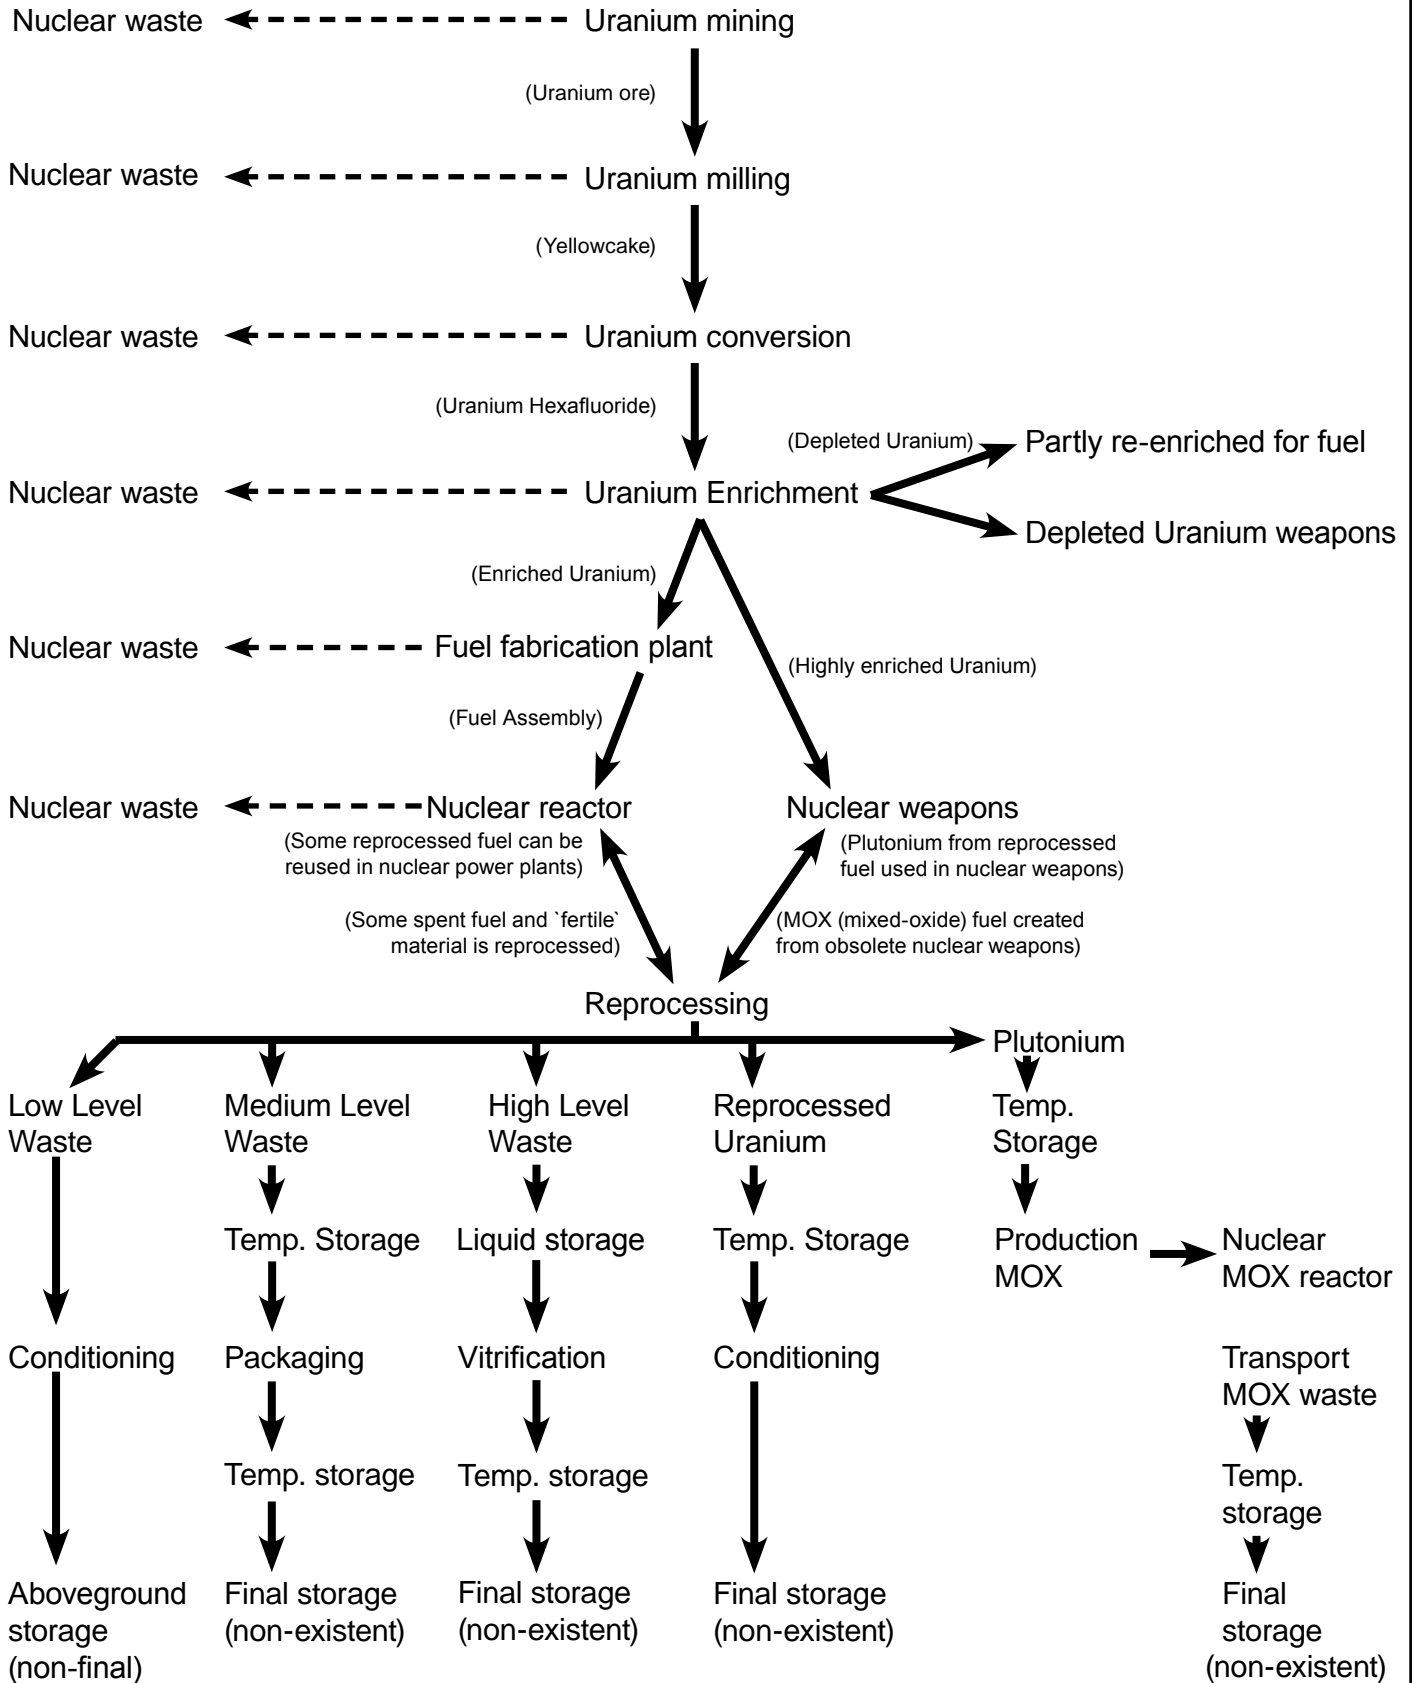 Nuclear waste
Uranium mining
(Uranium ore)
Nuclear waste
Uranium milling
(Yellowcake)
Nuclear waste
Uranium conversion
(Uranium Hexafluoride)
(Depleted Uranium)
Partly re-enriched for fuel
Nuclear waste
Uranium Enrichment
Depleted Uranium weapons
(Enriched Uranium)
Nuclear waste
Fuel fabrication plant
(Highly enriched Uranium)
(Fuel Assembly)
Nuclear waste
Nuclear reactor
Nuclear weapons
(Some reprocessed fuel can be
reused in nuclear power plants)
(Plutonium from reprocessed
fuel used in nuclear weapons)
(Some spent fuel and `fertile`
material is reprocessed)
(MOX (mixed-oxide) fuel created
from obsolete nuclear weapons)
Reprocessing
Plutonium
Low Level
Waste
Medium Level
Waste
High Level
Waste
Reprocessed
Uranium
Temp.
Storage
Temp. Storage
Liquid storage
Temp. Storage
Production
MOX
Nuclear
MOX reactor
Conditioning
Packaging
Vitrification
Conditioning
Transport
MOX waste
Temp. storage
Temp. storage
Temp.
storage
Aboveground
storage
(non-final)
Final storage
(non-existent)
Final storage
(non-existent)
Final storage
(non-existent)
Final
storage
(non-existent)